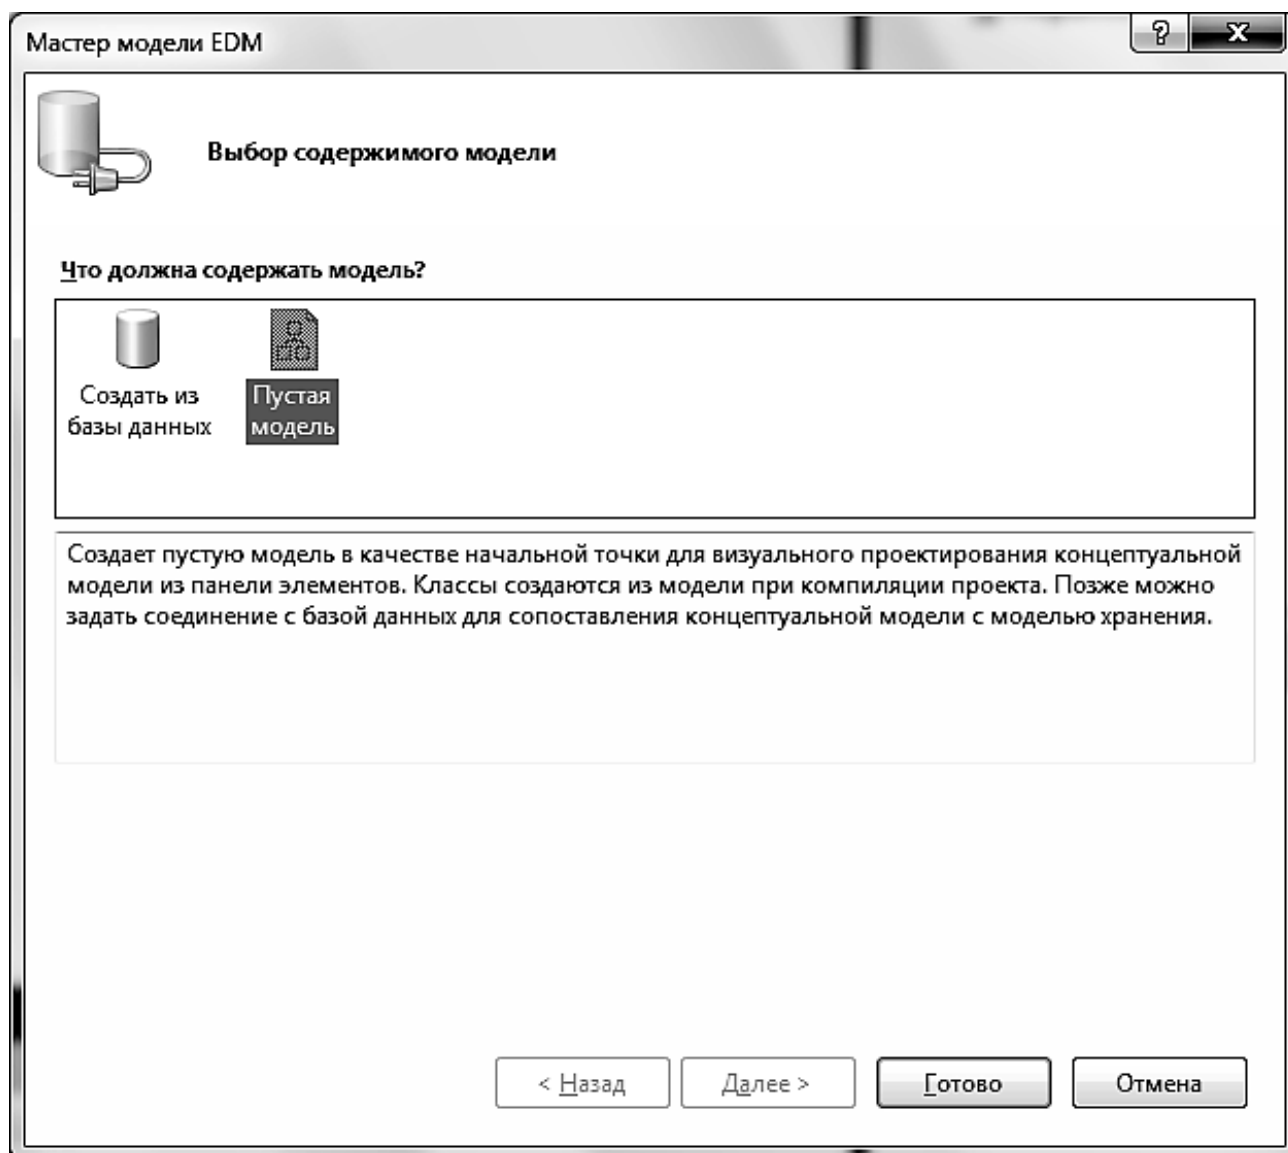 Мастер модели EDM
?
Выбор содержимого модели
Что должна содержать модель?
Создать из
базы данных
Пустая
модель
Создает пустую модель в качестве начальной точки для визуального проектирования концептуальной
модели из панели элементов. Классы создаются из модели при компиляции проекта. Позже можно
задать соединение с базой данных для сопоставления концептуальной модели с моделью хранения.
< Назад
Далее >
Готово
Отмена